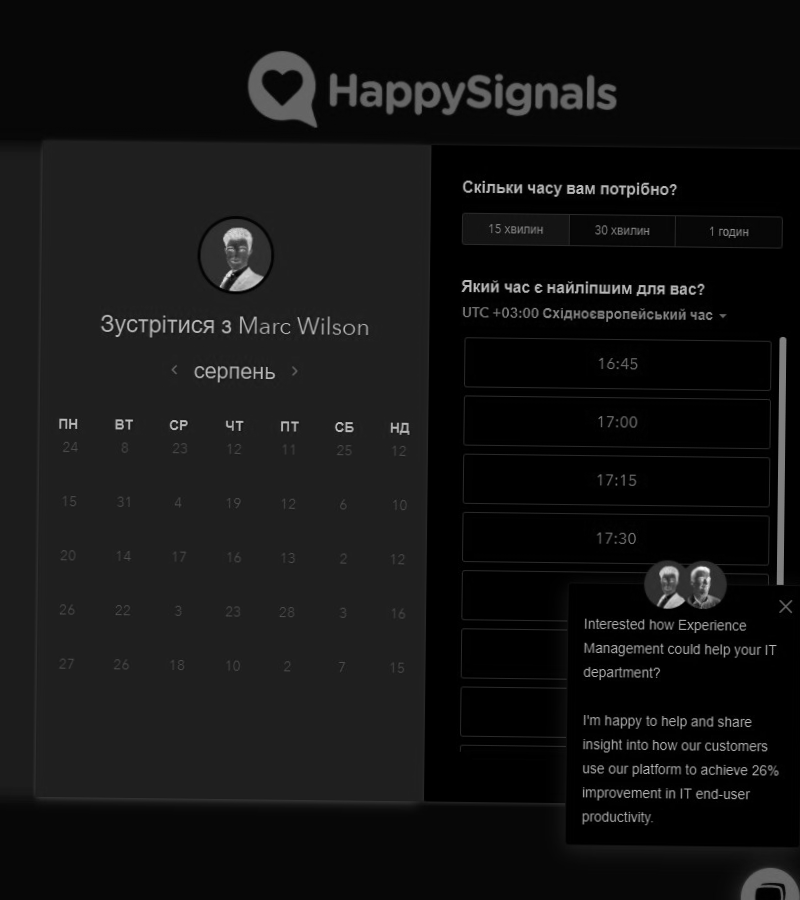 HappySignals
Зустрітися з Marc Wilson
серпень
ПН ВТ СР ЧТ ПТ СБ НД
24 8 23 12 11 25 12
15 31 4 19 12 6 10
20 14 17 16 13 2 12
26 22 3 23 28 3 16
27 26 18 10 2 7 15
Скільки часу вам потрібно?
15 хвилин 30 хвилин 1 годин
Який час є найліпшим для вас?
UTC +03:00 Східноєвропейський час
16:45
17:00
17:15
17:30
Interested how Experience
Management could help your IT
department?
I'm happy to help and share
insight into how our customers
use our platform to achieve 26%
improvement in IT end-user
productivity.